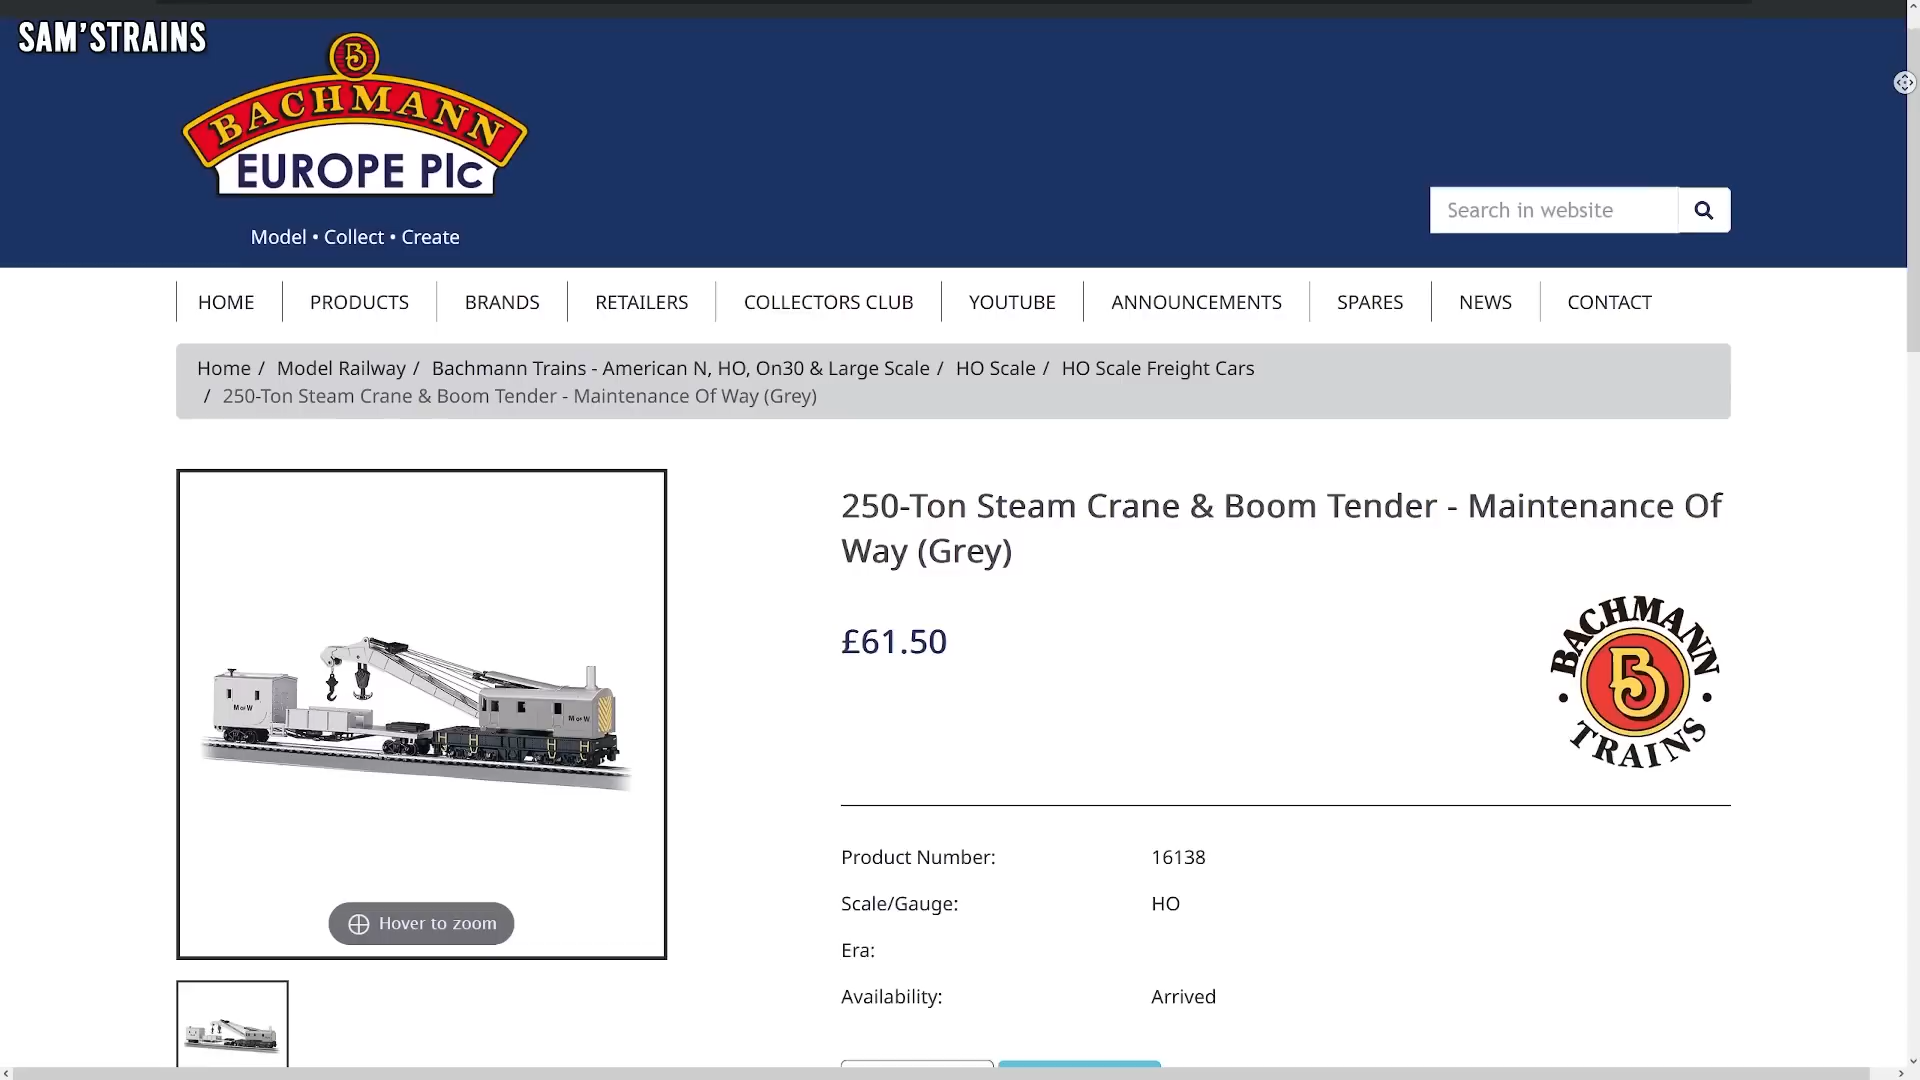 SAM'STRAINS
B
BACHMANN
EUROPE Plc
Model • Collect • Create
Search in website
HOME
PRODUCTS
BRANDS
RETAILERS
COLLECTORS CLUB
YOUTUBE
ANNOUNCEMENTS
SPARES
NEWS
CONTACT
Home / Model Railway / Bachmann Trains - American N, HO, On30 & Large Scale / HO Scale / HO Scale Freight Cars
/ 250-Ton Steam Crane & Boom Tender - Maintenance Of Way (Grey)
250-Ton Steam Crane & Boom Tender - Maintenance Of
Way (Grey)
£61.50
BACHMANN
B
TRAINS
M OF W
M OF W
Hover to zoom
Product Number: 16138
Scale/Gauge: HO
Era:
Availability: Arrived